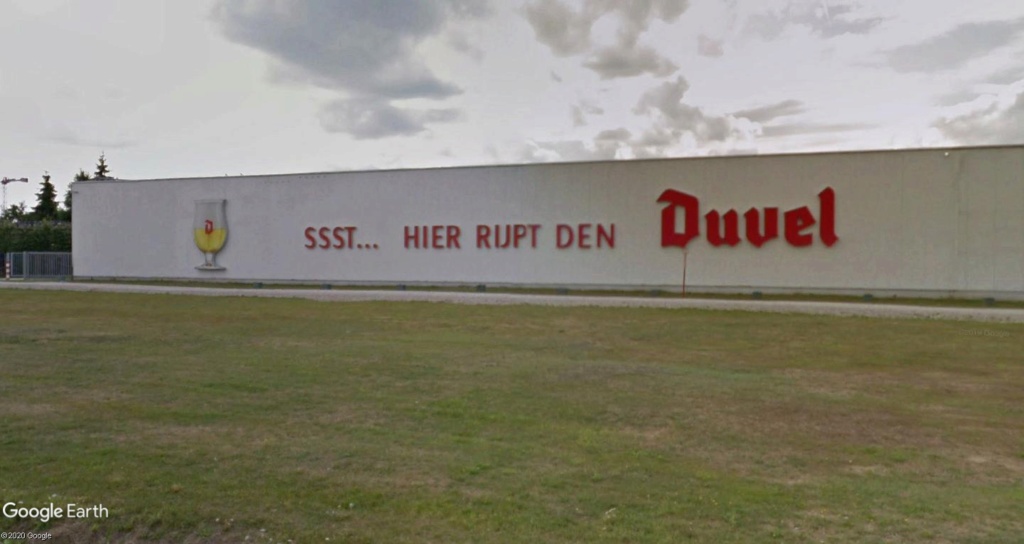 SSST... HIER RIJPT DEN Duvel
Google Earth
© 2020 Google